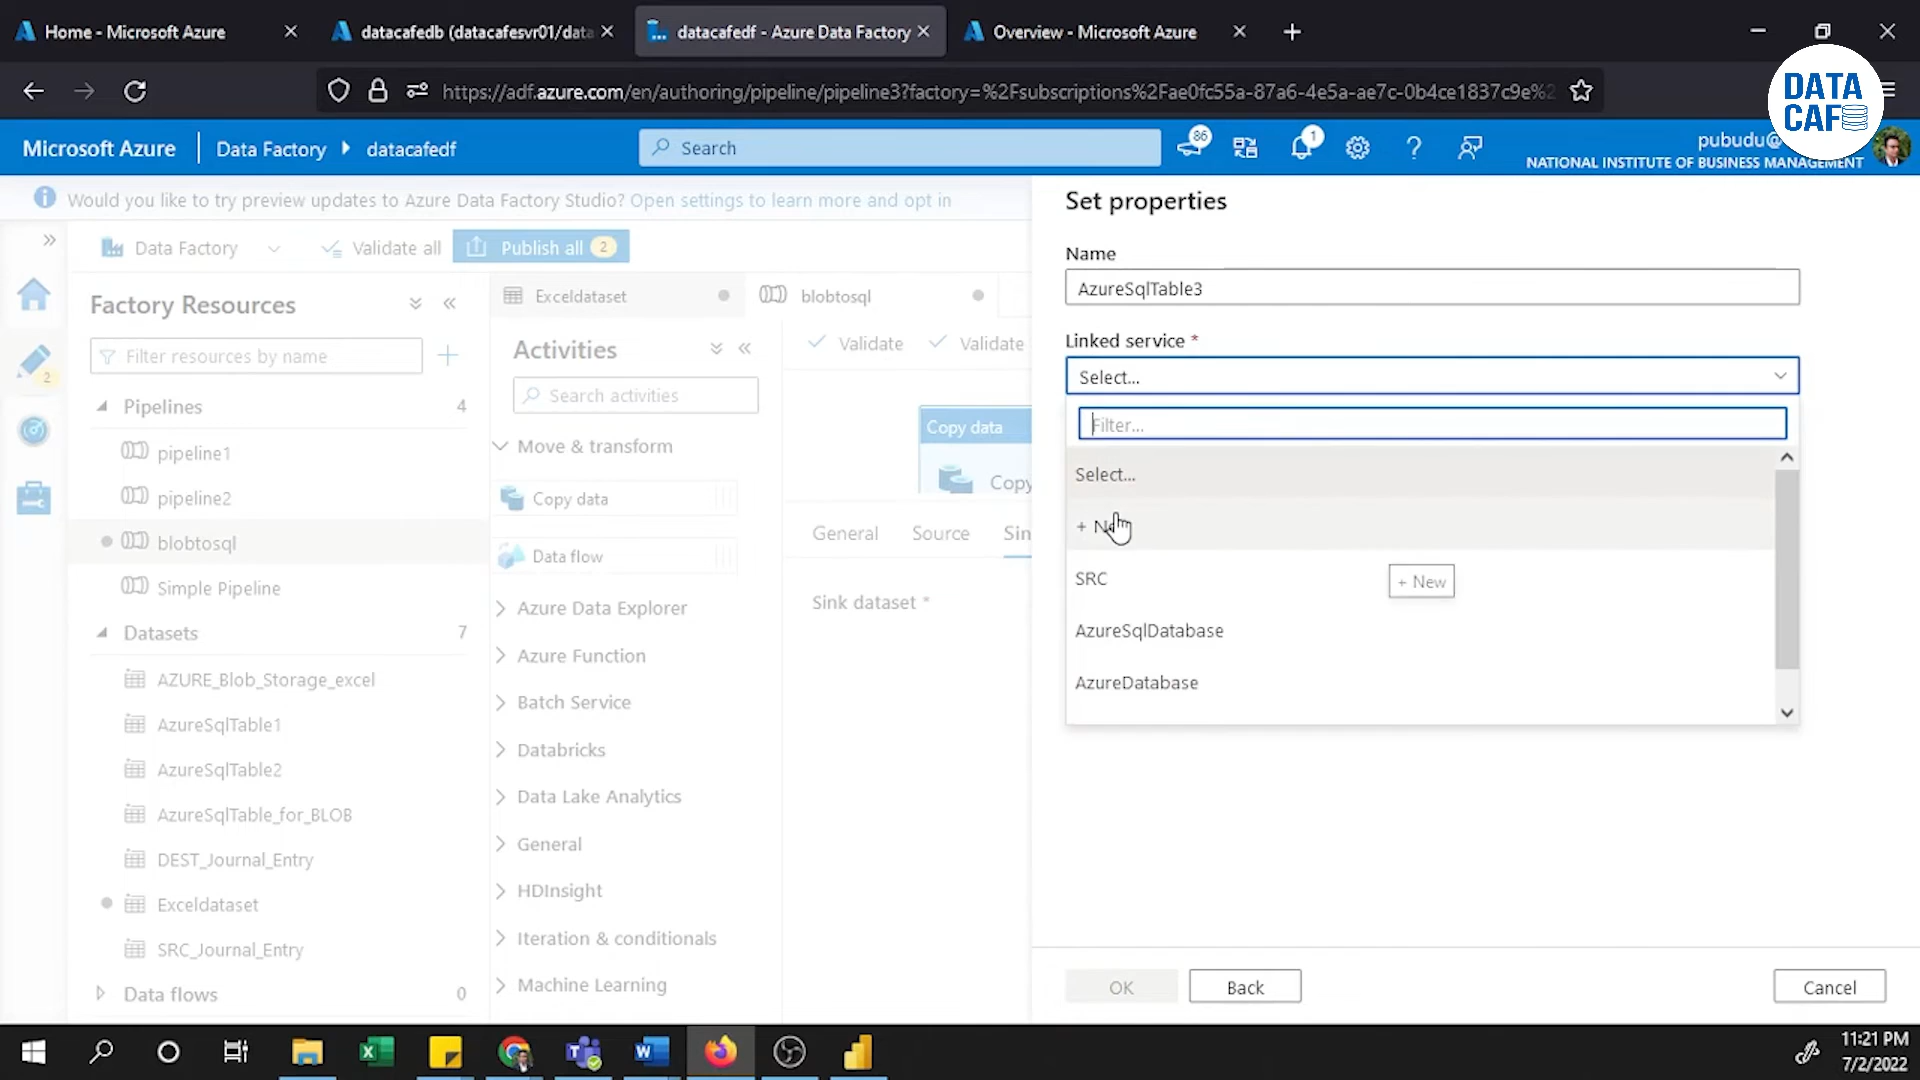 Home - Microsoft Azure
datacafedb (datacafesvr01/data
datacafedf - Azure Data Factory
Overview - Microsoft Azure
https://adf.azure.com/en/authoring/pipeline/pipeline3?factory=%2Fsubscriptions%2Fae0fc55a-87a6-4e5a-ae7c-0b4ce1837c9e%2
DATA
CAF
Microsoft Azure
Data Factory
datacafedf
Search
86
1
pubudu@
NATIONAL INSTITUTE OF BUSINESS MANAGEMENT
Would you like to try preview updates to Azure Data Factory Studio? Open settings to learn more and opt in
Data Factory
Validate all
Publish all 2
Factory Resources
Filter resources by name
2
Pipelines 4
pipeline1
pipeline2
blobtosql
Simple Pipeline
Datasets 7
AZURE_Blob_Storage_excel
AzureSqlTable1
AzureSqlTable2
AzureSqlTable_for_BLOB
DEST_Journal_Entry
Exceldataset
SRC_Journal_Entry
Data flows 0
Exceldataset
blobtosql
Activities
Search activities
Move & transform
Copy data
Data flow
Azure Data Explorer
Azure Function
Batch Service
Databricks
Data Lake Analytics
General
HDInsight
Iteration & conditionals
Machine Learning
Validate
Validate
Copy data
Copy
General
Source
Sin
Sink dataset *
Set properties
Name
AzureSqlTable3
Linked service *
Select...
Filter...
Select...
+ New
SRC
+ New
AzureSqlDatabase
AzureDatabase
OK
Back
Cancel
11:21 PM
7/2/2022